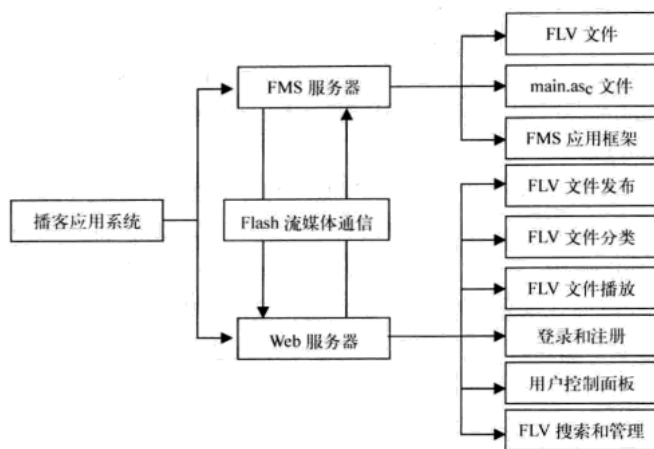 FLV 文件
FMS 服务器
main.asc 文件
FMS 应用框架
FLV 文件发布
播客应用系统
Flash 流媒体通信
FLV 文件分类
FLV 文件播放
Web 服务器
登录和注册
用户控制面板
FLV 搜索和管理